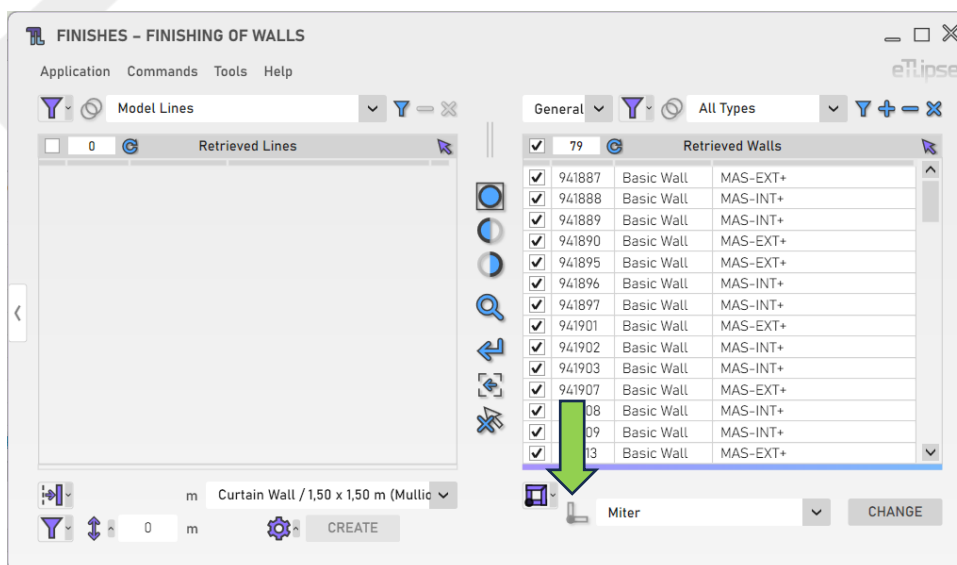 FINISHES – FINISHING OF WALLS
Application Commands Tools Help
eTLipse
Model Lines
General
All Types
0 Retrieved Lines
79 Retrieved Walls
941887 Basic Wall MAS-EXT+
941888 Basic Wall MAS-INT+
941889 Basic Wall MAS-INT+
941890 Basic Wall MAS-EXT+
941895 Basic Wall MAS-EXT+
941896 Basic Wall MAS-INT+
941897 Basic Wall MAS-INT+
941901 Basic Wall MAS-EXT+
941902 Basic Wall MAS-INT+
941903 Basic Wall MAS-INT+
941907 Basic Wall MAS-EXT+
08 Basic Wall MAS-INT+
09 Basic Wall MAS-INT+
13 Basic Wall MAS-EXT+
m Curtain Wall / 1,50 x 1,50 m (Mullio
Miter CHANGE
0 m CREATE